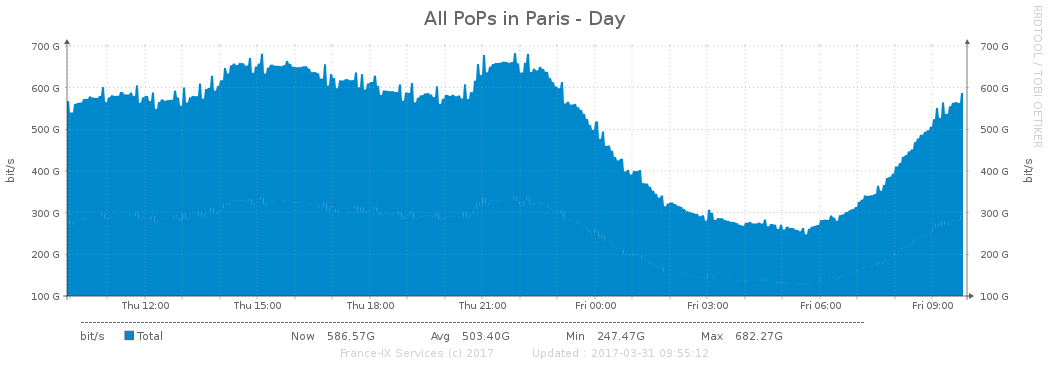 All PoPs in Paris - Day
RRDTOOL / TOBI OETIKER
700 G 700 G
600 G 600 G
500 G 500 G
400 G 400 G
300 G 300 G
200 G 200 G
100 G 100 G
bit/s bit/s
Thu 12:00 Thu 15:00 Thu 18:00 Thu 21:00 Fri 00:00 Fri 03:00 Fri 06:00 Fri 09:00
bit/s Total Now 586.57G Avg 503.40G Min 247.47G Max 682.27G
France-IX Services (c) 2017 Updated : 2017-03-31 09:55:12